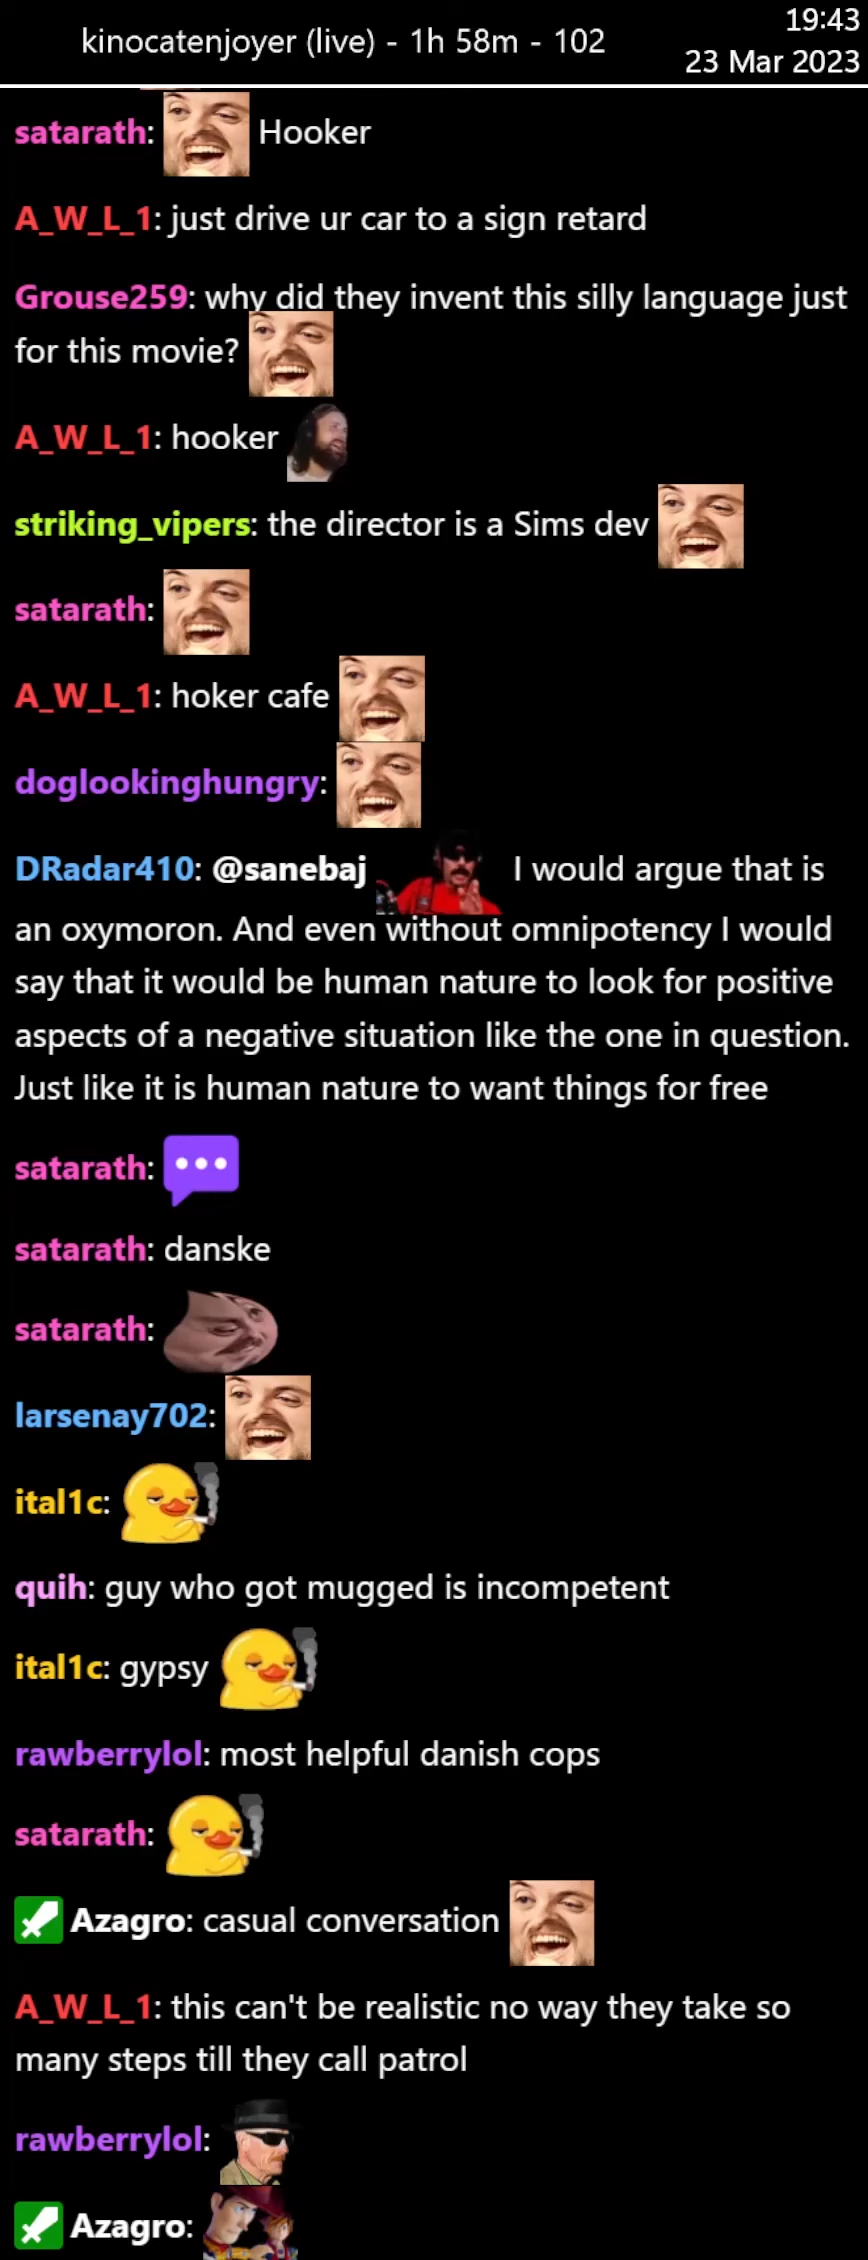 kinocatenjoyer (live) - 1h 58m - 102
19:43
23 Mar 2023
satarath: Hooker
A_W_L_1: just drive ur car to a sign retard
Grouse259: why did they invent this silly language just
for this movie?
A_W_L_1: hooker
striking_vipers: the director is a Sims dev
satarath:
A_W_L_1: hoker cafe
doglookinghungry:
DRadar410: @sanebaj I would argue that is
an oxymoron. And even without omnipotency I would
say that it would be human nature to look for positive
aspects of a negative situation like the one in question.
Just like it is human nature to want things for free
satarath:
satarath: danske
satarath:
larsenay702:
ital1c:
quih: guy who got mugged is incompetent
ital1c: gypsy
rawberrylol: most helpful danish cops
satarath:
Azagro: casual conversation
A_W_L_1: this can't be realistic no way they take so
many steps till they call patrol
rawberrylol:
Azagro: